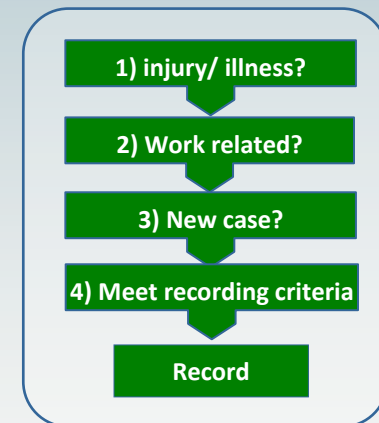 1) injury/ illness?
2) Work related?
3) New case?
4) Meet recording criteria
Record